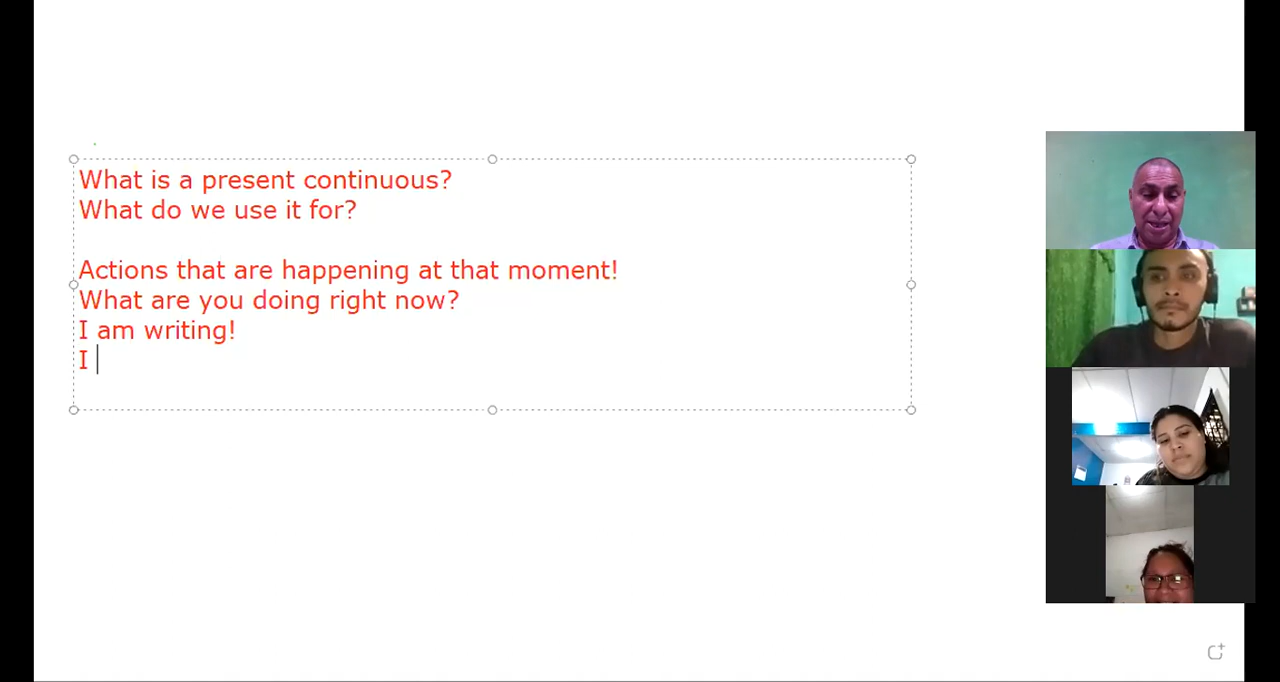 What is a present continuous?
What do we use it for?
Actions that are happening at that moment!
What are you doing right now?
I am writing!
I